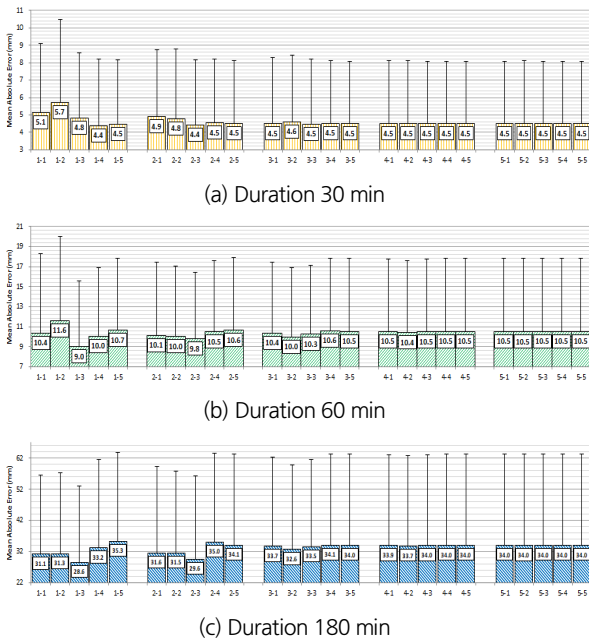 11
10
9
8
7
6
5
4
3
Mean Absolute Error (mm)
5.1 5.7 4.8 4.4 4.5 4.9 4.8 4.4 4.5 4.5 4.5 4.6 4.5 4.5 4.5 4.5 4.5 4.5 4.5 4.5 4.5 4.5 4.5 4.5 4.5
1-1 1-2 1-3 1-4 1-5 2-1 2-2 2-3 2-4 2-5 3-1 3-2 3-3 3-4 3-5 4-1 4-2 4-3 4-4 4-5 5-1 5-2 5-3 5-4 5-5
(a) Duration 30 min
21
19
17
15
13
11
9
7
Mean Absolute Error (mm)
10.4 11.6 9.0 10.0 10.7 10.1 10.0 9.8 10.5 10.6 10.4 10.0 10.3 10.6 10.5 10.5 10.4 10.5 10.5 10.5 10.5 10.5 10.5 10.5 10.5
1-1 1-2 1-3 1-4 1-5 2-1 2-2 2-3 2-4 2-5 3-1 3-2 3-3 3-4 3-5 4-1 4-2 4-3 4-4 4-5 5-1 5-2 5-3 5-4 5-5
(b) Duration 60 min
62
52
42
32
22
Mean Absolute Error (mm)
31.1 31.3 28.6 33.2 35.3 31.6 31.5 29.6 35.0 34.1 33.7 32.6 33.5 34.1 34.0 33.9 33.7 34.0 34.0 34.0 34.0 34.0 34.0 34.0 34.0
1-1 1-2 1-3 1-4 1-5 2-1 2-2 2-3 2-4 2-5 3-1 3-2 3-3 3-4 3-5 4-1 4-2 4-3 4-4 4-5 5-1 5-2 5-3 5-4 5-5
(c) Duration 180 min